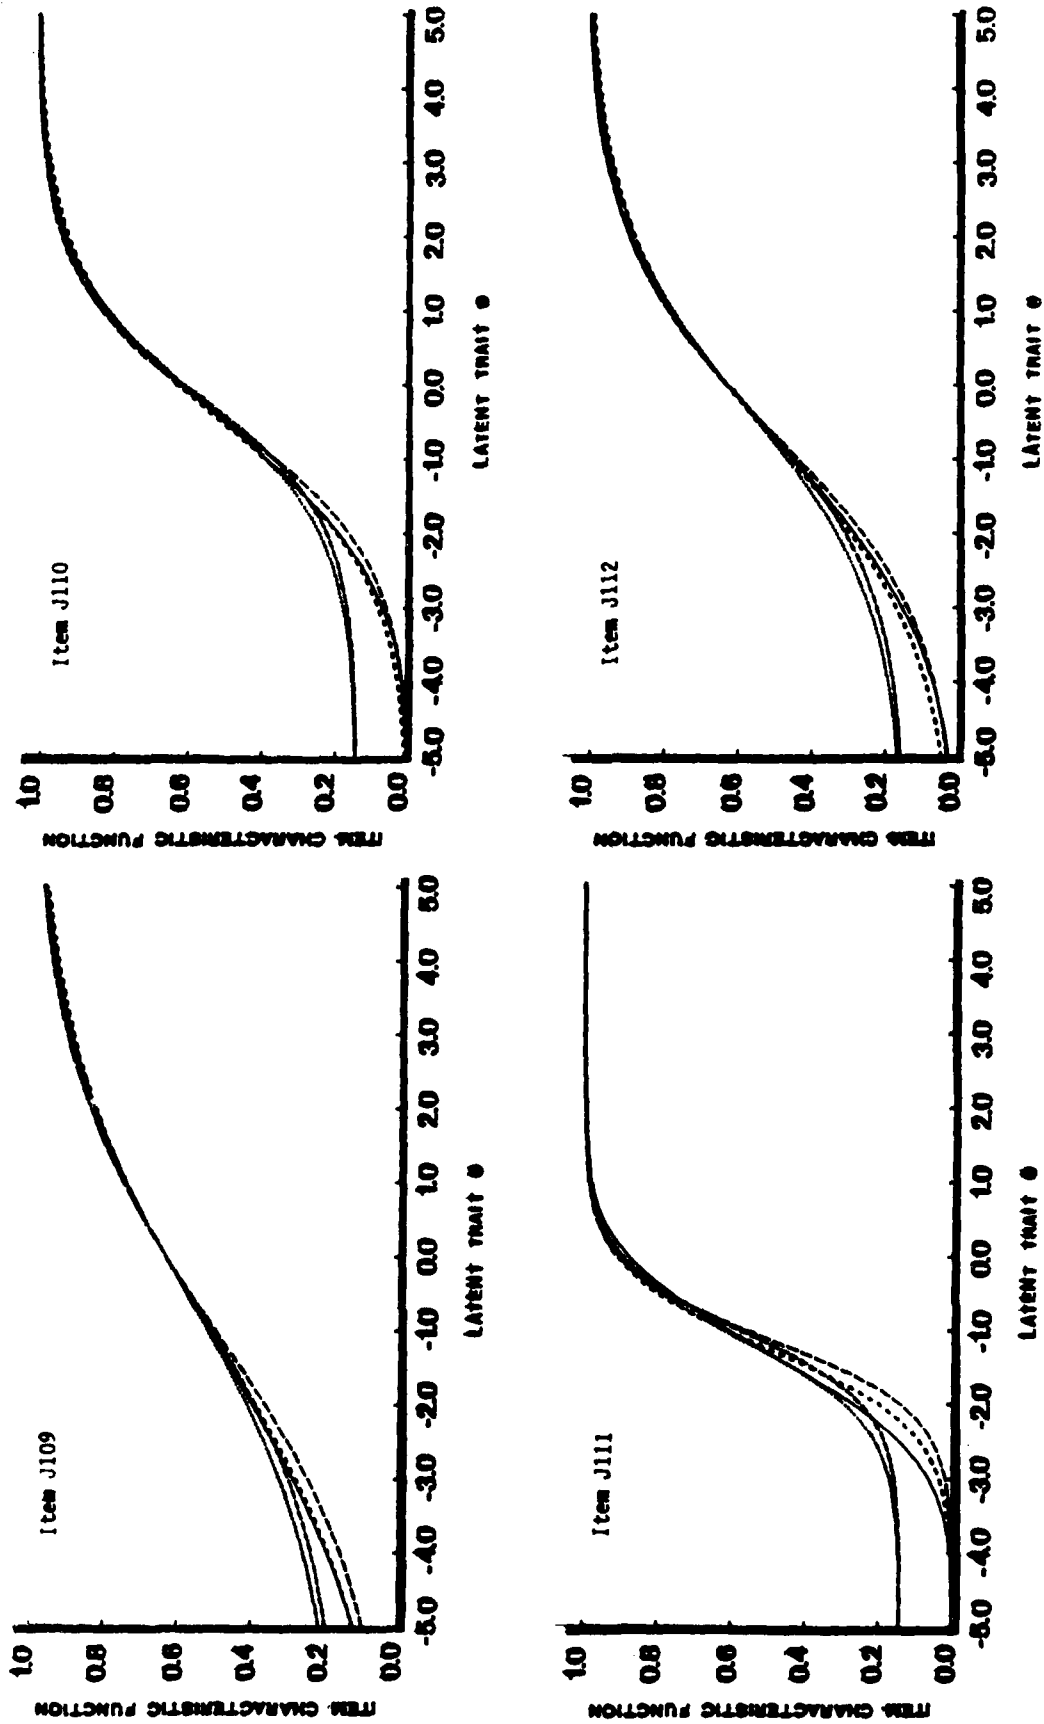 Item J109
ITEM CHARACTERISTIC FUNCTION
1.0
0.8
0.6
0.4
0.2
0.0
-5.0 -4.0 -3.0 -2.0 -1.0 0.0 1.0 2.0 3.0 4.0 5.0
LATENT TRAIT θ
Item J110
ITEM CHARACTERISTIC FUNCTION
1.0
0.8
0.6
0.4
0.2
0.0
-5.0 -4.0 -3.0 -2.0 -1.0 0.0 1.0 2.0 3.0 4.0 5.0
LATENT TRAIT θ
Item J111
ITEM CHARACTERISTIC FUNCTION
1.0
0.8
0.6
0.4
0.2
0.0
-5.0 -4.0 -3.0 -2.0 -1.0 0.0 1.0 2.0 3.0 4.0 5.0
LATENT TRAIT θ
Item J112
ITEM CHARACTERISTIC FUNCTION
1.0
0.8
0.6
0.4
0.2
0.0
-5.0 -4.0 -3.0 -2.0 -1.0 0.0 1.0 2.0 3.0 4.0 5.0
LATENT TRAIT θ